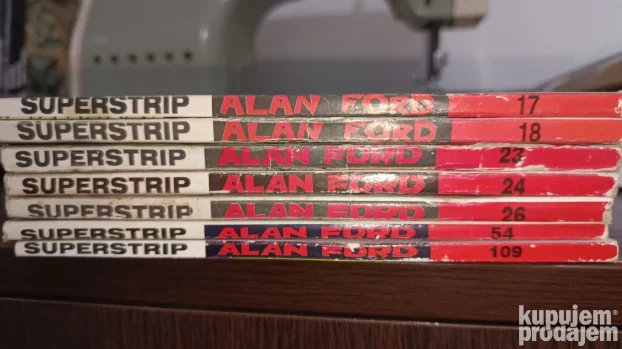 SUPERSTRIP ALAN FORD 17
SUPERSTRIP ALAN FORD 18
SUPERSTRIP ALAN FORD 23
SUPERSTRIP ALAN FORD 24
SUPERSTRIP ALAN FORD 26
SUPERSTRIP ALAN FORD 54
SUPERSTRIP ALAN FORD 109
kupujem®
prodajem